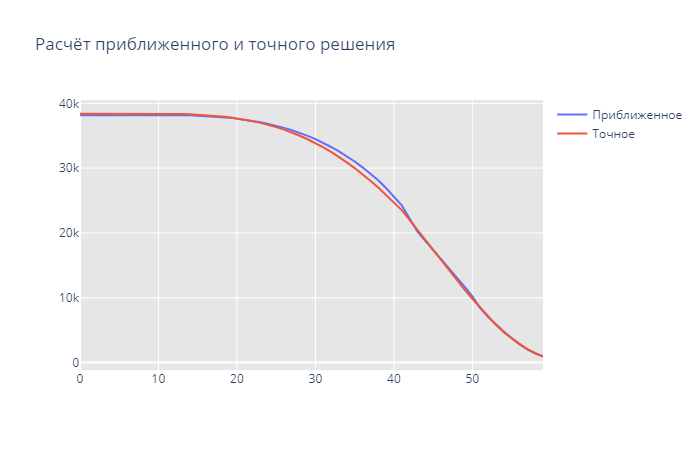 Расчёт приближенного и точного решения
40k
30k
20k
10k
0
0 10 20 30 40 50
Приближенное
Точное